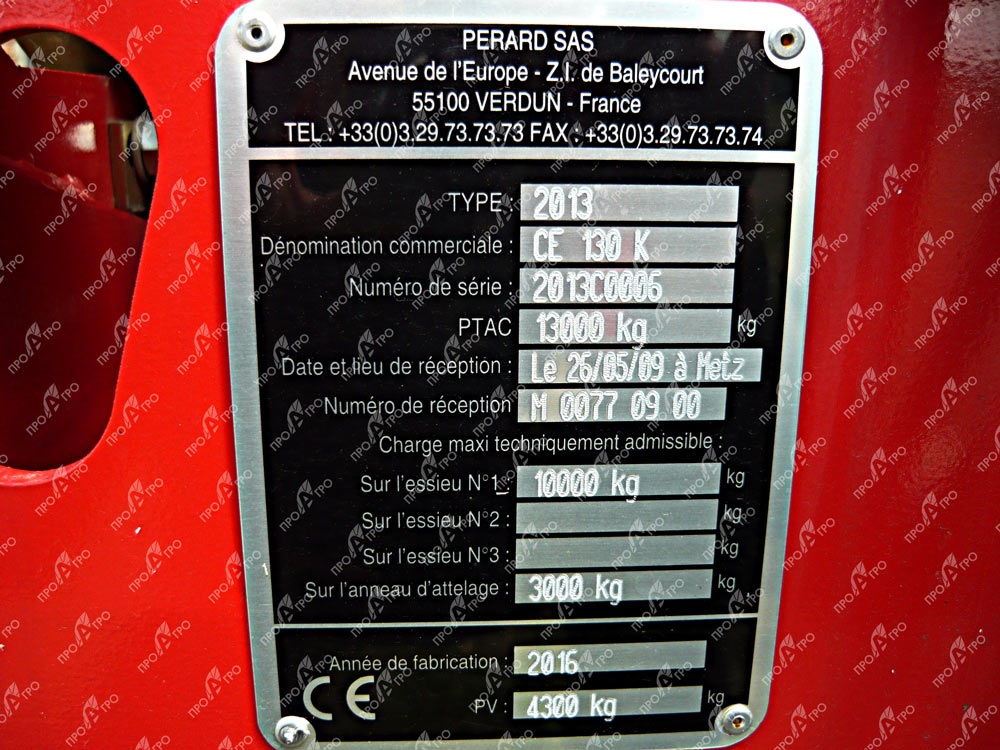 PERARD SAS
Avenue de l'Europe - Z.I. de Baleycourt
55100 VERDUN - France
TEL : +33(0)3.29.73.73.73 FAX : +33(0)3.29.73.73.74
TYPE : 2013
Dénomination commerciale : CE 130 K
Numéro de série : 2013C0006
PTAC 13000 kg kg
Date et lieu de réception : Le 26/05/09 à Metz
Numéro de réception M 0077 09 00
Charge maxi techniquement admissible :
Sur l'essieu N°1 : 10000 kg kg
Sur l'essieu N°2 : kg
Sur l'essieu N°3 : kg
Sur l'anneau d'attelage : 3000 kg kg
Année de fabrication : 2016
CE PV : 4300 kg kg
ПРОАГРО